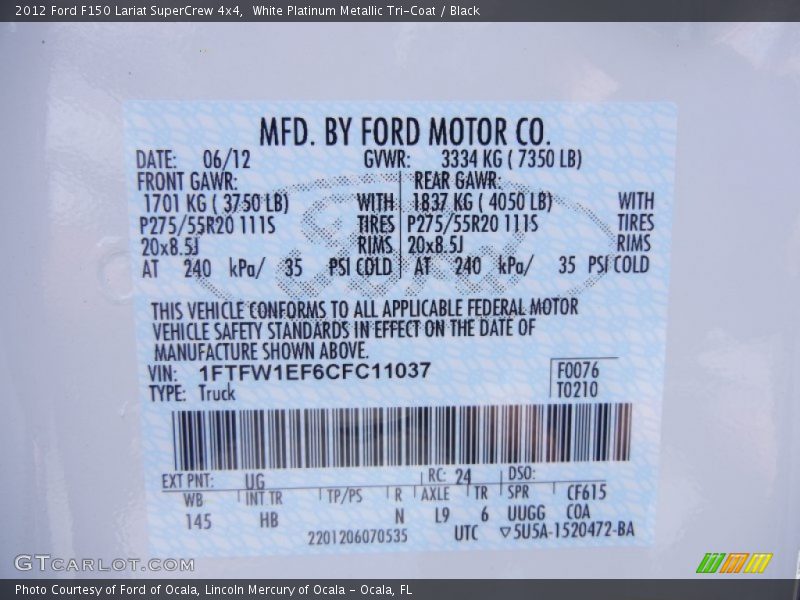 2012 Ford F150 Lariat SuperCrew 4x4,  White Platinum Metallic Tri-Coat / Black
MFD. BY FORD MOTOR CO.
DATE: 06/12 GVWR: 3334 KG ( 7350 LB)
FRONT GAWR: REAR GAWR:
1701 KG ( 3750 LB) WITH 1837 KG ( 4050 LB) WITH
P275/55R20 111S TIRES P275/55R20 111S TIRES
20x8.5J RIMS 20x8.5J RIMS
AT 240 kPa/ 35 PSI COLD AT 240 kPa/ 35 PSI COLD
THIS VEHICLE CONFORMS TO ALL APPLICABLE FEDERAL MOTOR
VEHICLE SAFETY STANDARDS IN EFFECT ON THE DATE OF
MANUFACTURE SHOWN ABOVE.
VIN: 1FTFW1EF6CFC11037 F0076
TYPE: Truck T0210
EXT PNT: UG RC: 24 DSO:
WB INT TR TP/PS R AXLE TR SPR CF615
145 HB N L9 6 UUGG COA
2201206070535 UTC ▽5U5A-1520472-BA
GTCARLOT.COM
Photo Courtesy of Ford of Ocala, Lincoln Mercury of Ocala - Ocala, FL